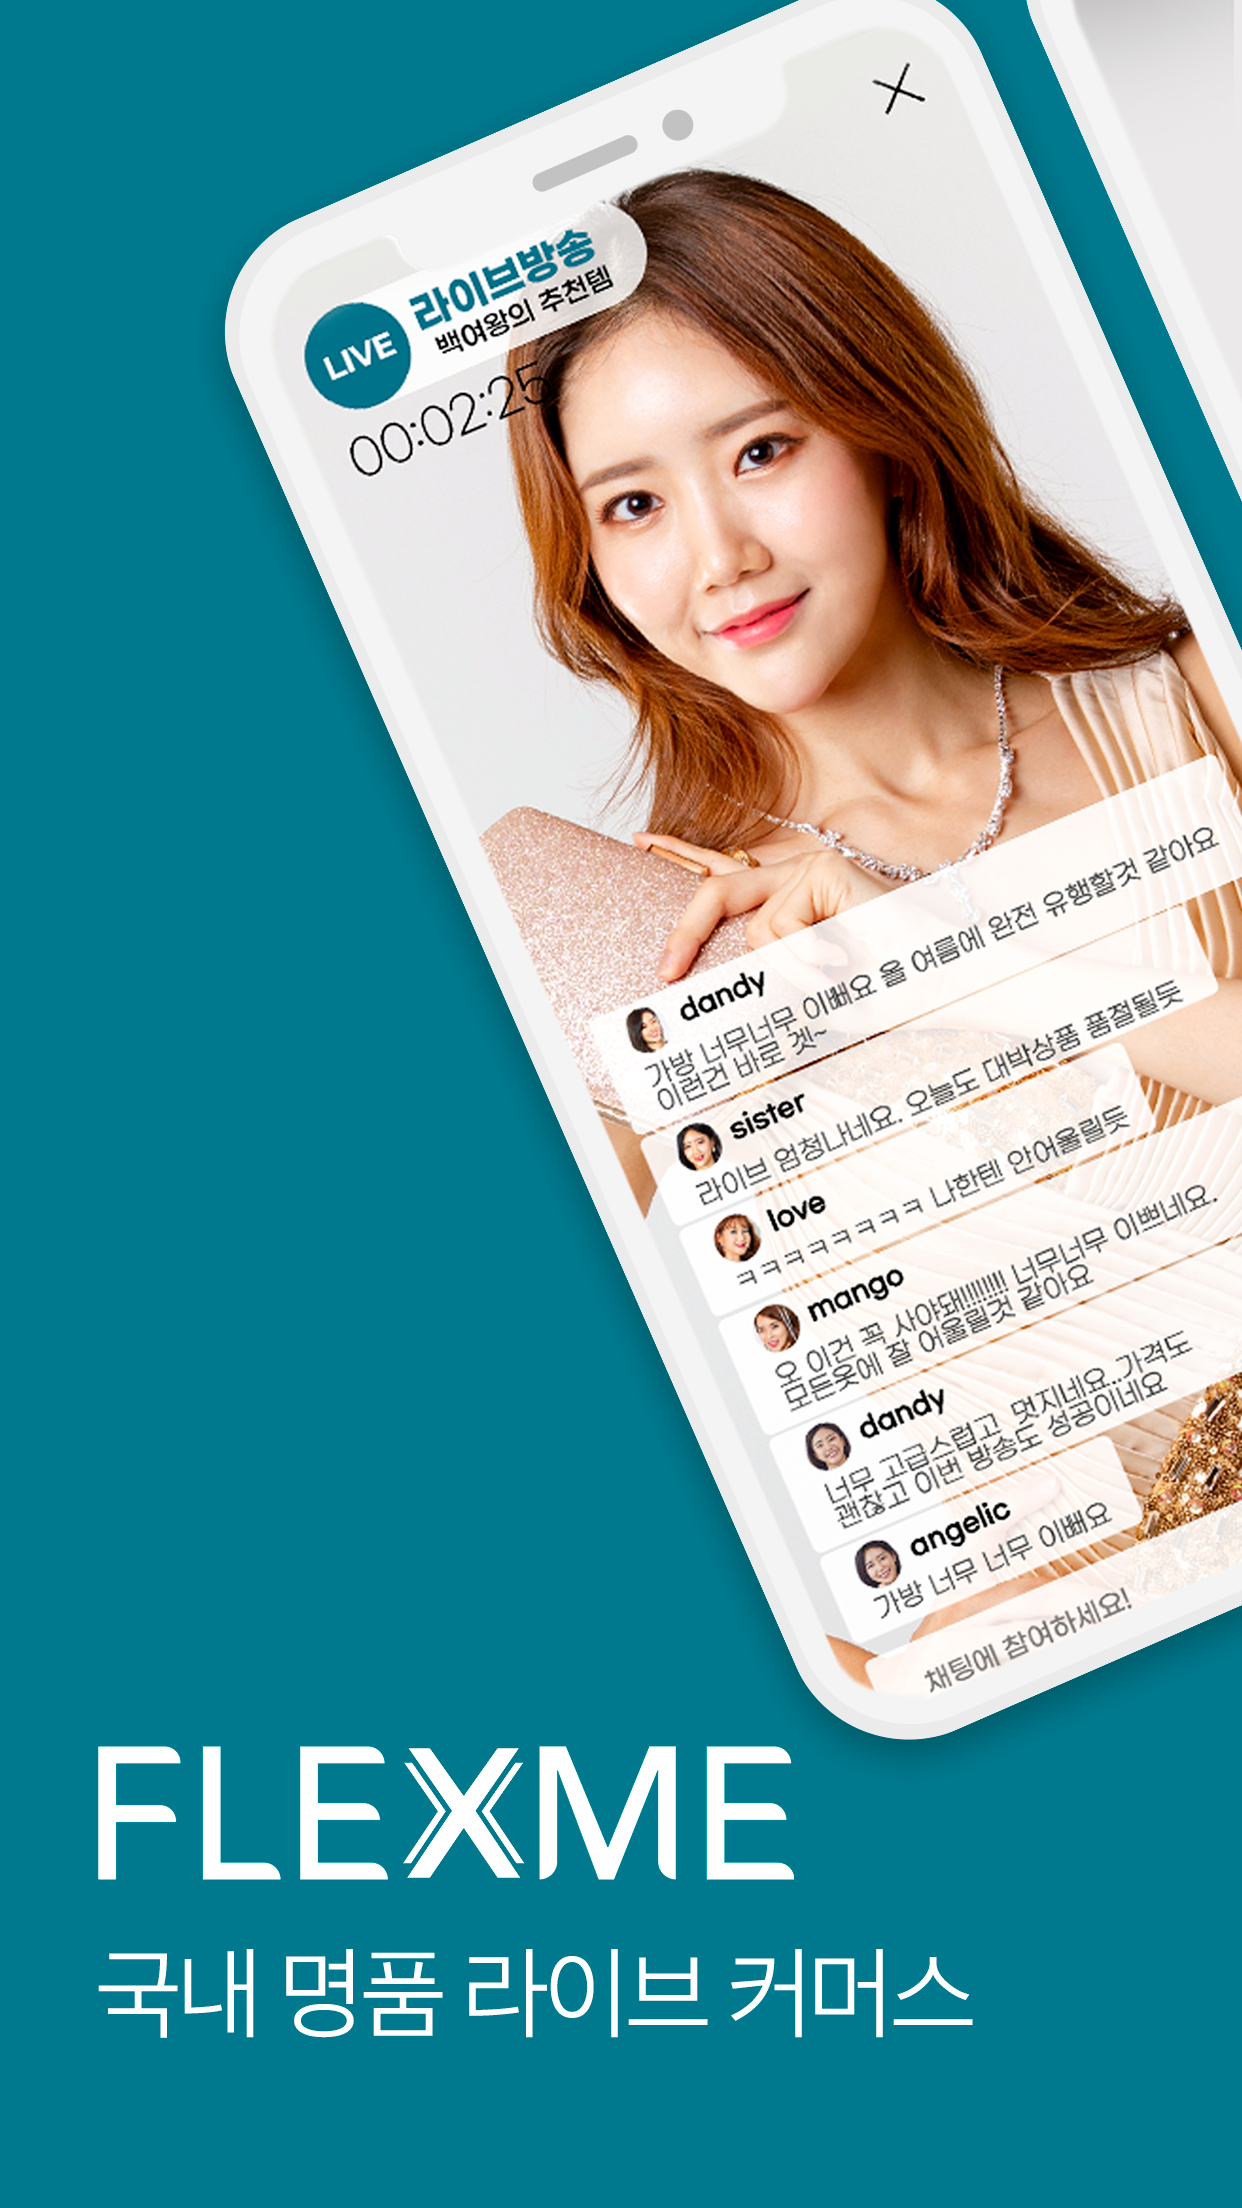 LIVE
라이브방송
백여왕의 추천템
00:02:25
dandy
가방 너무너무 이뻐요 올 여름에 완전 유행할것 같아요
이런건 바로 겟~
sister
라이브 엄청나네요. 오늘도 대박상품 품절될듯
love
ㅋㅋㅋㅋㅋㅋㅋㅋ 나한텐 안어울릴듯
mango
오 이건 꼭 사야돼!!!!!!!! 너무너무 이쁘네요.
모든옷에 잘 어울릴것 같아요
dandy
너무 고급스럽고 멋지네요..가격도
괜찮고 이번 방송도 성공이네요
angelic
가방 너무 너무 이뻐요
채팅에 참여하세요!
FLEXME
국내 명품 라이브 커머스